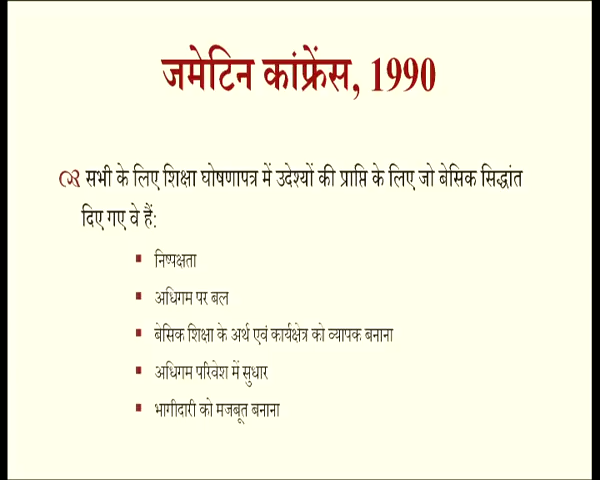 जमेटिन कांफ्रेंस, 1990
सभी के लिए शिक्षा घोषणापत्र में उदेश्यों की प्राप्ति के लिए जो बेसिक सिद्धांत
दिए गए वे हैं:
निष्पक्षता
अधिगम पर बल
बेसिक शिक्षा के अर्थ एवं कार्यक्षेत्र को व्यापक बनाना
अधिगम परिवेश में सुधार
भागीदारी को मजबूत बनाना